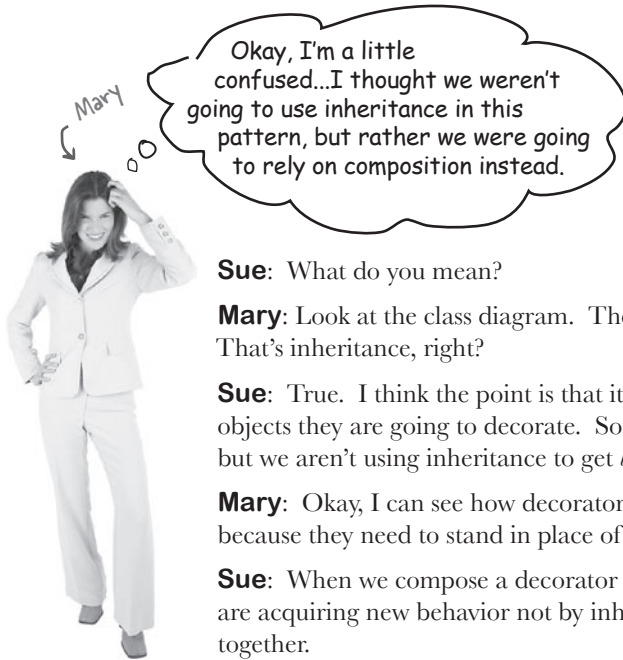 Okay, I'm a little
confused...I thought we weren't
going to use inheritance in this
pattern, but rather we were going
to rely on composition instead.
Mary
Sue: What do you mean?
Mary: Look at the class diagram. The
That's inheritance, right?
Sue: True. I think the point is that it
objects they are going to decorate. So
but we aren't using inheritance to get
Mary: Okay, I can see how decorator
because they need to stand in place of
Sue: When we compose a decorator
are acquiring new behavior not by inh
together.